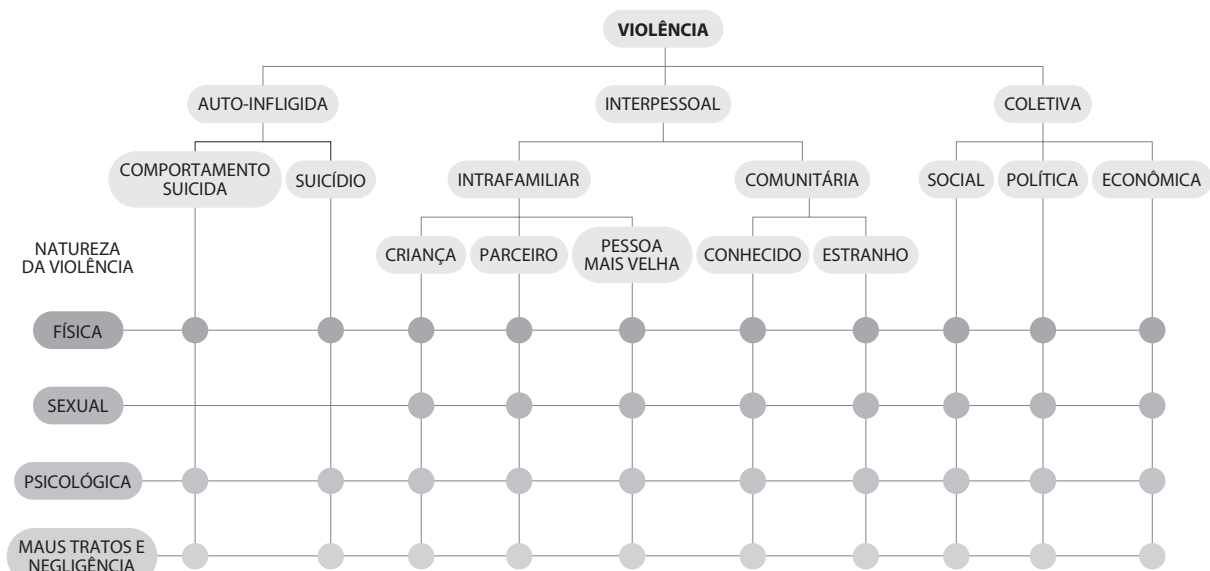 VIOLÊNCIA
AUTO-INFLIGIDA
INTERPESSOAL
COLETIVA
COMPORTAMENTO
SUICIDA
SUICÍDIO
INTRAFAMILIAR
COMUNITÁRIA
SOCIAL
POLÍTICA
ECONÔMICA
NATUREZA
DA VIOLÊNCIA
CRIANÇA
PARCEIRO
PESSOA
MAIS VELHA
CONHECIDO
ESTRANHO
FÍSICA
SEXUAL
PSICOLÓGICA
MAUS TRATOS E
NEGLIGÊNCIA